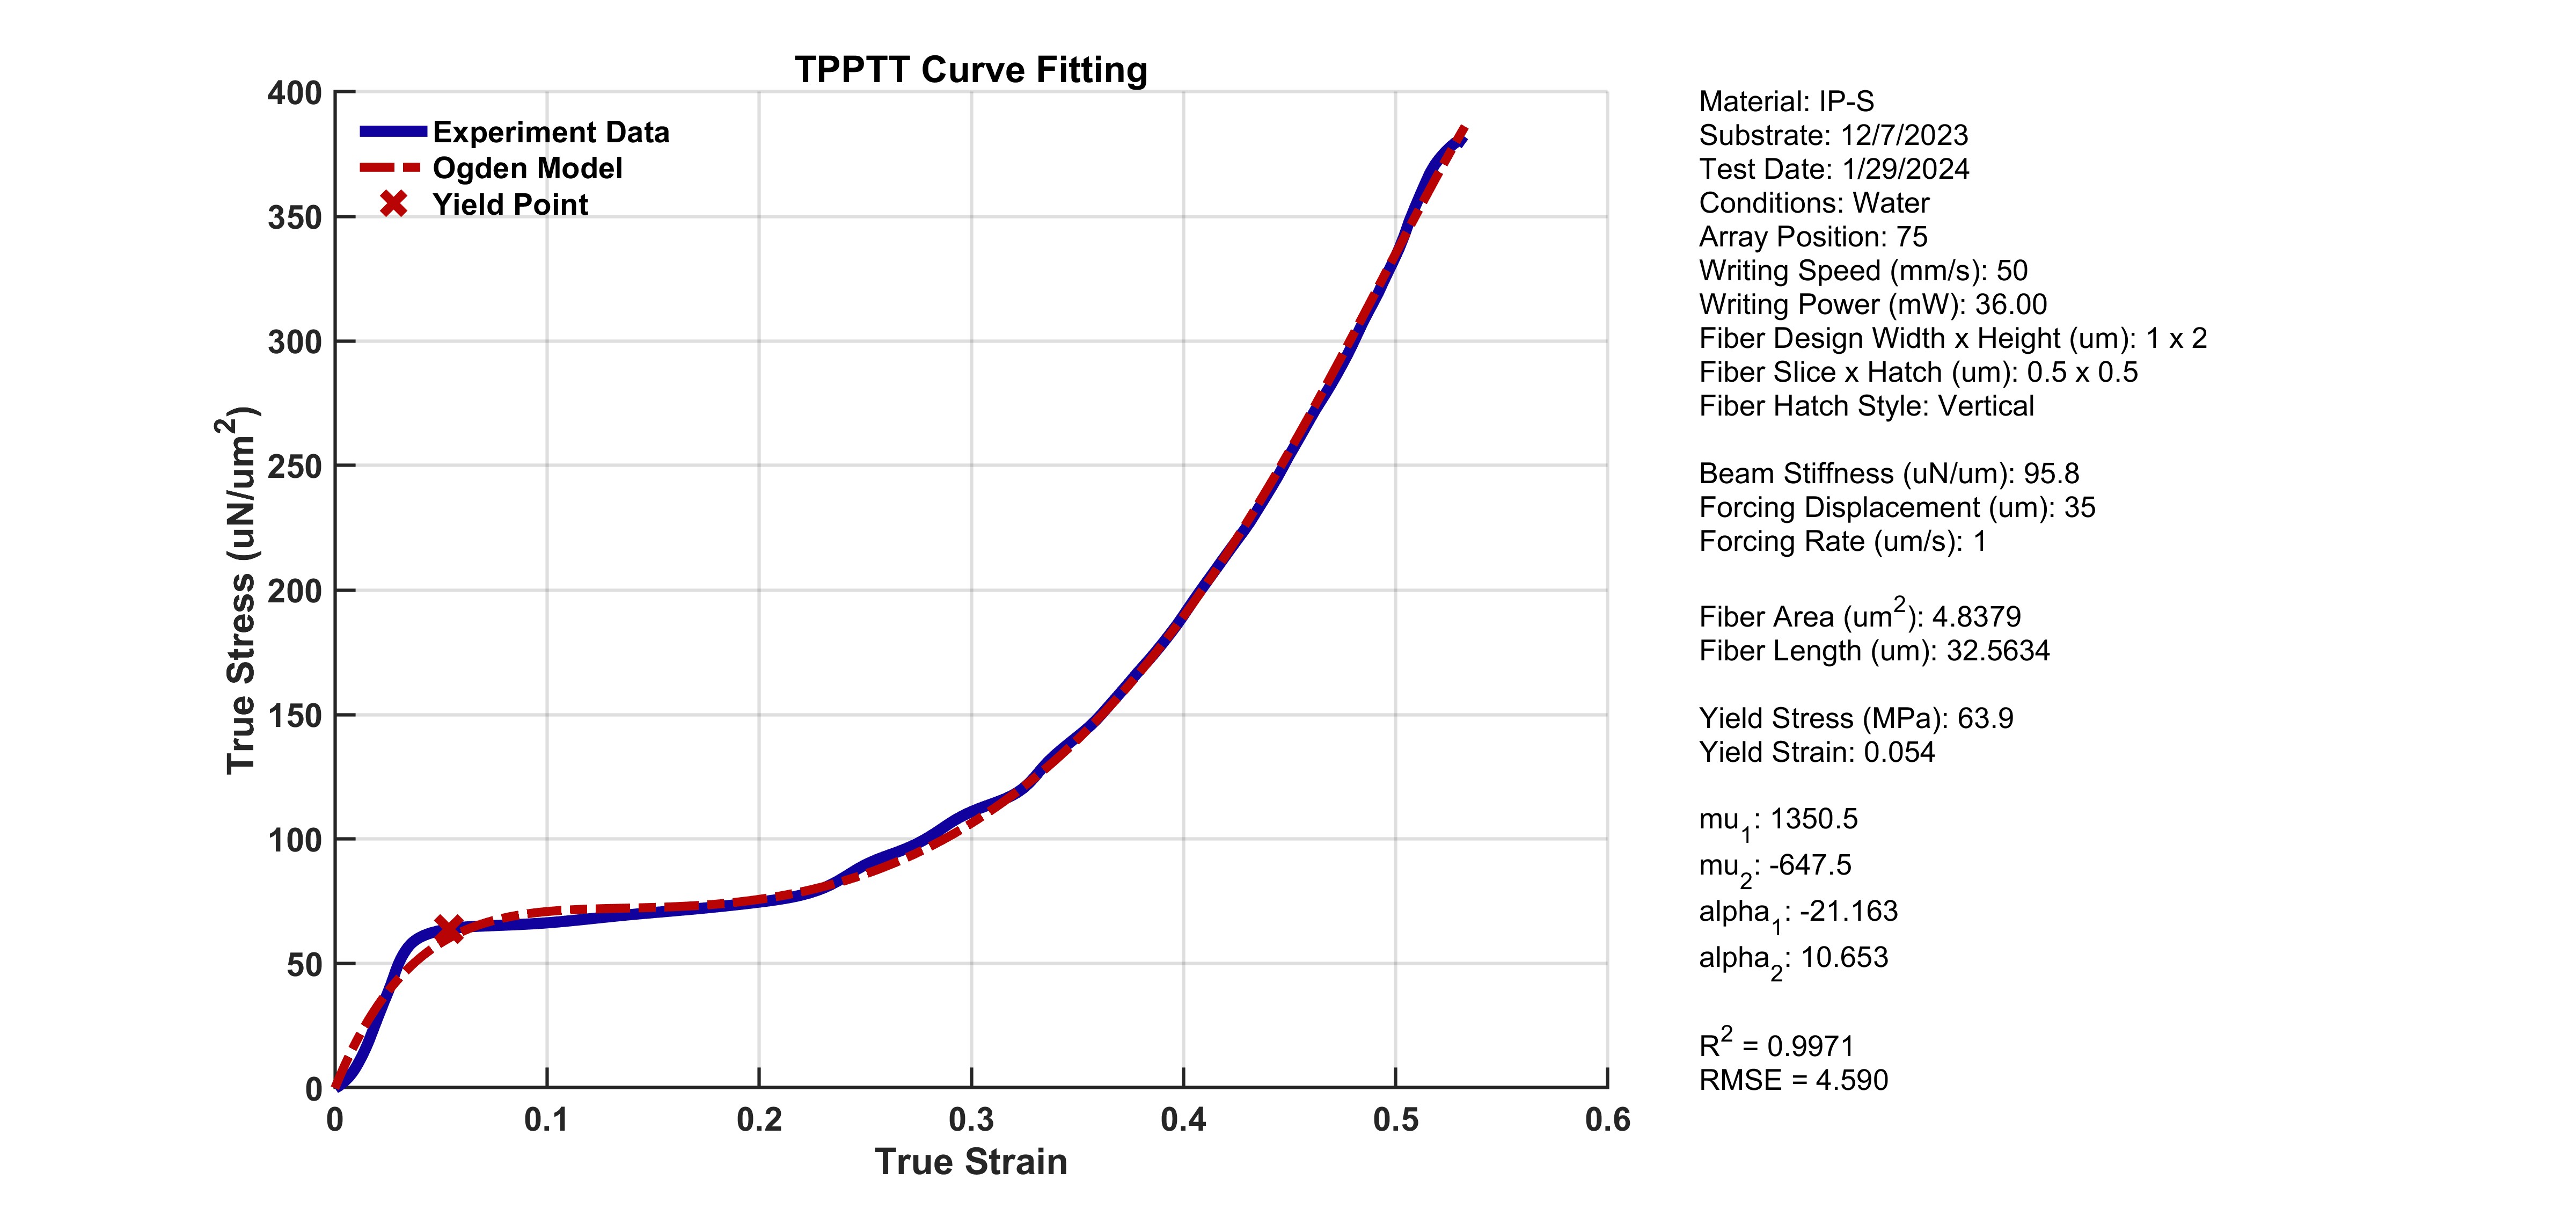 TPPTT Curve Fitting
400
350
300
250
200
150
100
50
0
True Stress (uN/um²)
Experiment Data
Ogden Model
Yield Point
0 0.1 0.2 0.3 0.4 0.5 0.6
True Strain
Material: IP-S
Substrate: 12/7/2023
Test Date: 1/29/2024
Conditions: Water
Array Position: 75
Writing Speed (mm/s): 50
Writing Power (mW): 36.00
Fiber Design Width x Height (um): 1 x 2
Fiber Slice x Hatch (um): 0.5 x 0.5
Fiber Hatch Style: Vertical
Beam Stiffness (uN/um): 95.8
Forcing Displacement (um): 35
Forcing Rate (um/s): 1
Fiber Area (um²): 4.8379
Fiber Length (um): 32.5634
Yield Stress (MPa): 63.9
Yield Strain: 0.054
mu₁: 1350.5
mu₂: -647.5
alpha₁: -21.163
alpha₂: 10.653
R² = 0.9971
RMSE = 4.590